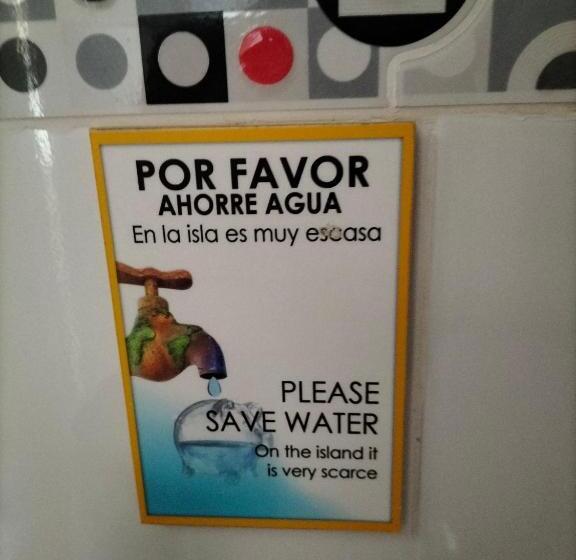 POR FAVOR
AHORRE AGUA
En la isla es muy escasa
PLEASE
SAVE WATER
On the island it
is very scarce